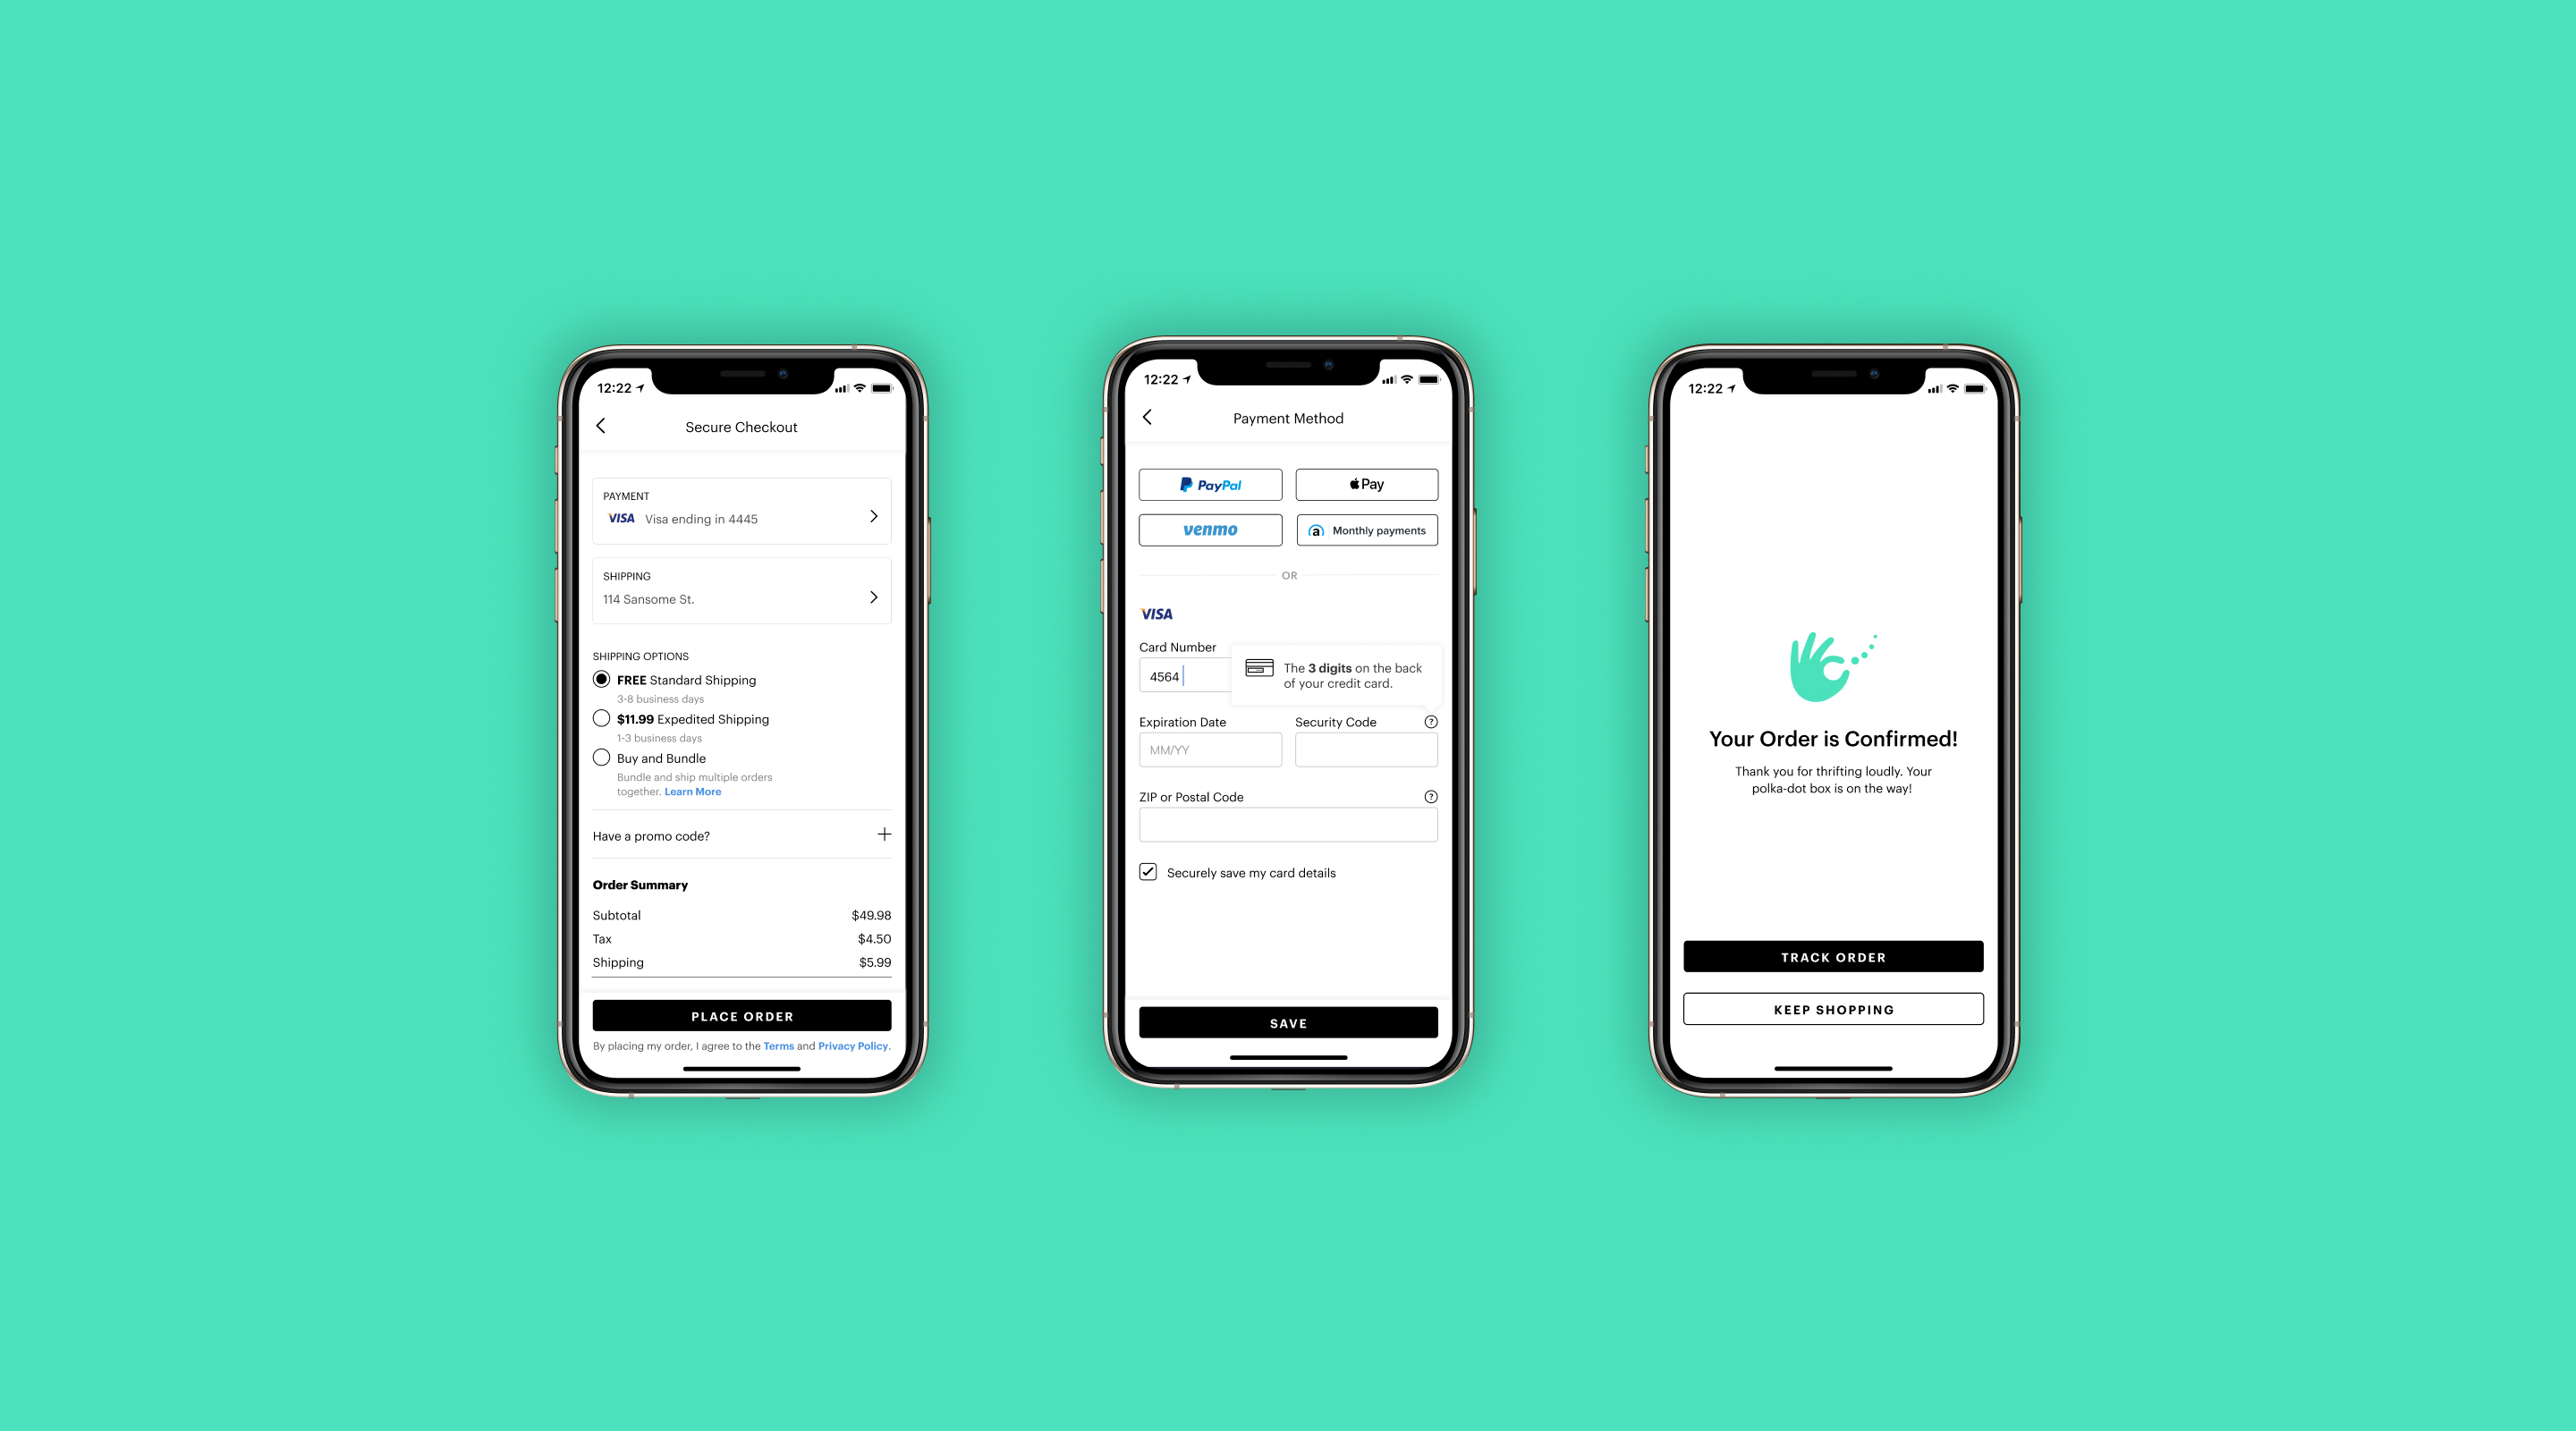 12:22
Secure Checkout
PAYMENT
VISA Visa ending in 4445
SHIPPING
114 Sansome St.
SHIPPING OPTIONS
FREE Standard Shipping
3-8 business days
$11.99 Expedited Shipping
1-3 business days
Buy and Bundle
Bundle and ship multiple orders
together. Learn More
Have a promo code?
Order Summary
Subtotal $49.98
Tax $4.50
Shipping $5.99
PLACE ORDER
By placing my order, I agree to the Terms and Privacy Policy.
12:22
Payment Method
PayPal Pay
venmo a Monthly payments
OR
VISA
Card Number
4564
The 3 digits on the back
of your credit card.
Expiration Date Security Code ?
MM/YY
ZIP or Postal Code ?
Securely save my card details
SAVE
12:22
Your Order is Confirmed!
Thank you for thrifting loudly. Your
polka-dot box is on the way!
TRACK ORDER
KEEP SHOPPING